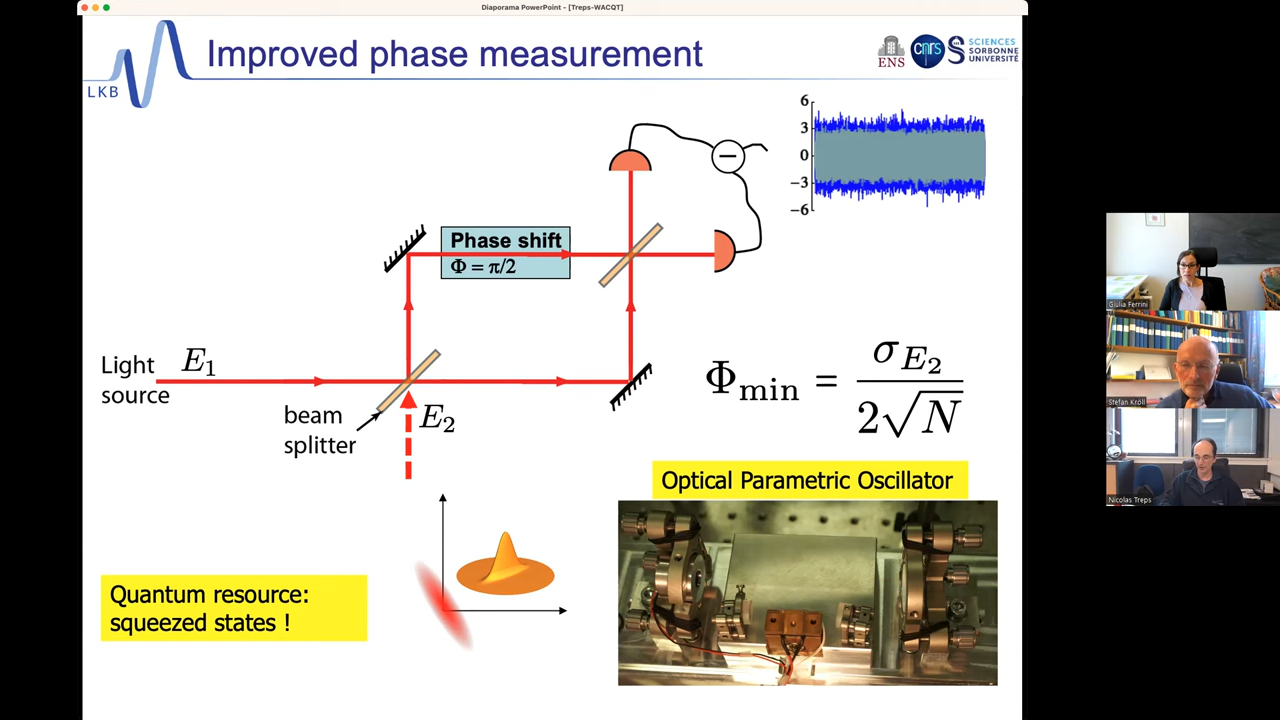 Diaporama PowerPoint - [Treps-WACQT]
Improved phase measurement
LKB
ENS
cnrs
SCIENCES
SORBONNE
UNIVERSITÉ
6
3
0
−3
−6
−
Phase shift
Φ = π/2
Light
source
E₁
beam
splitter
E₂
Φmin = σE₂ / 2√N
Optical Parametric Oscillator
Quantum resource:
squeezed states !
Giulia Ferrini
Stefan Kröll
Nicolas Treps